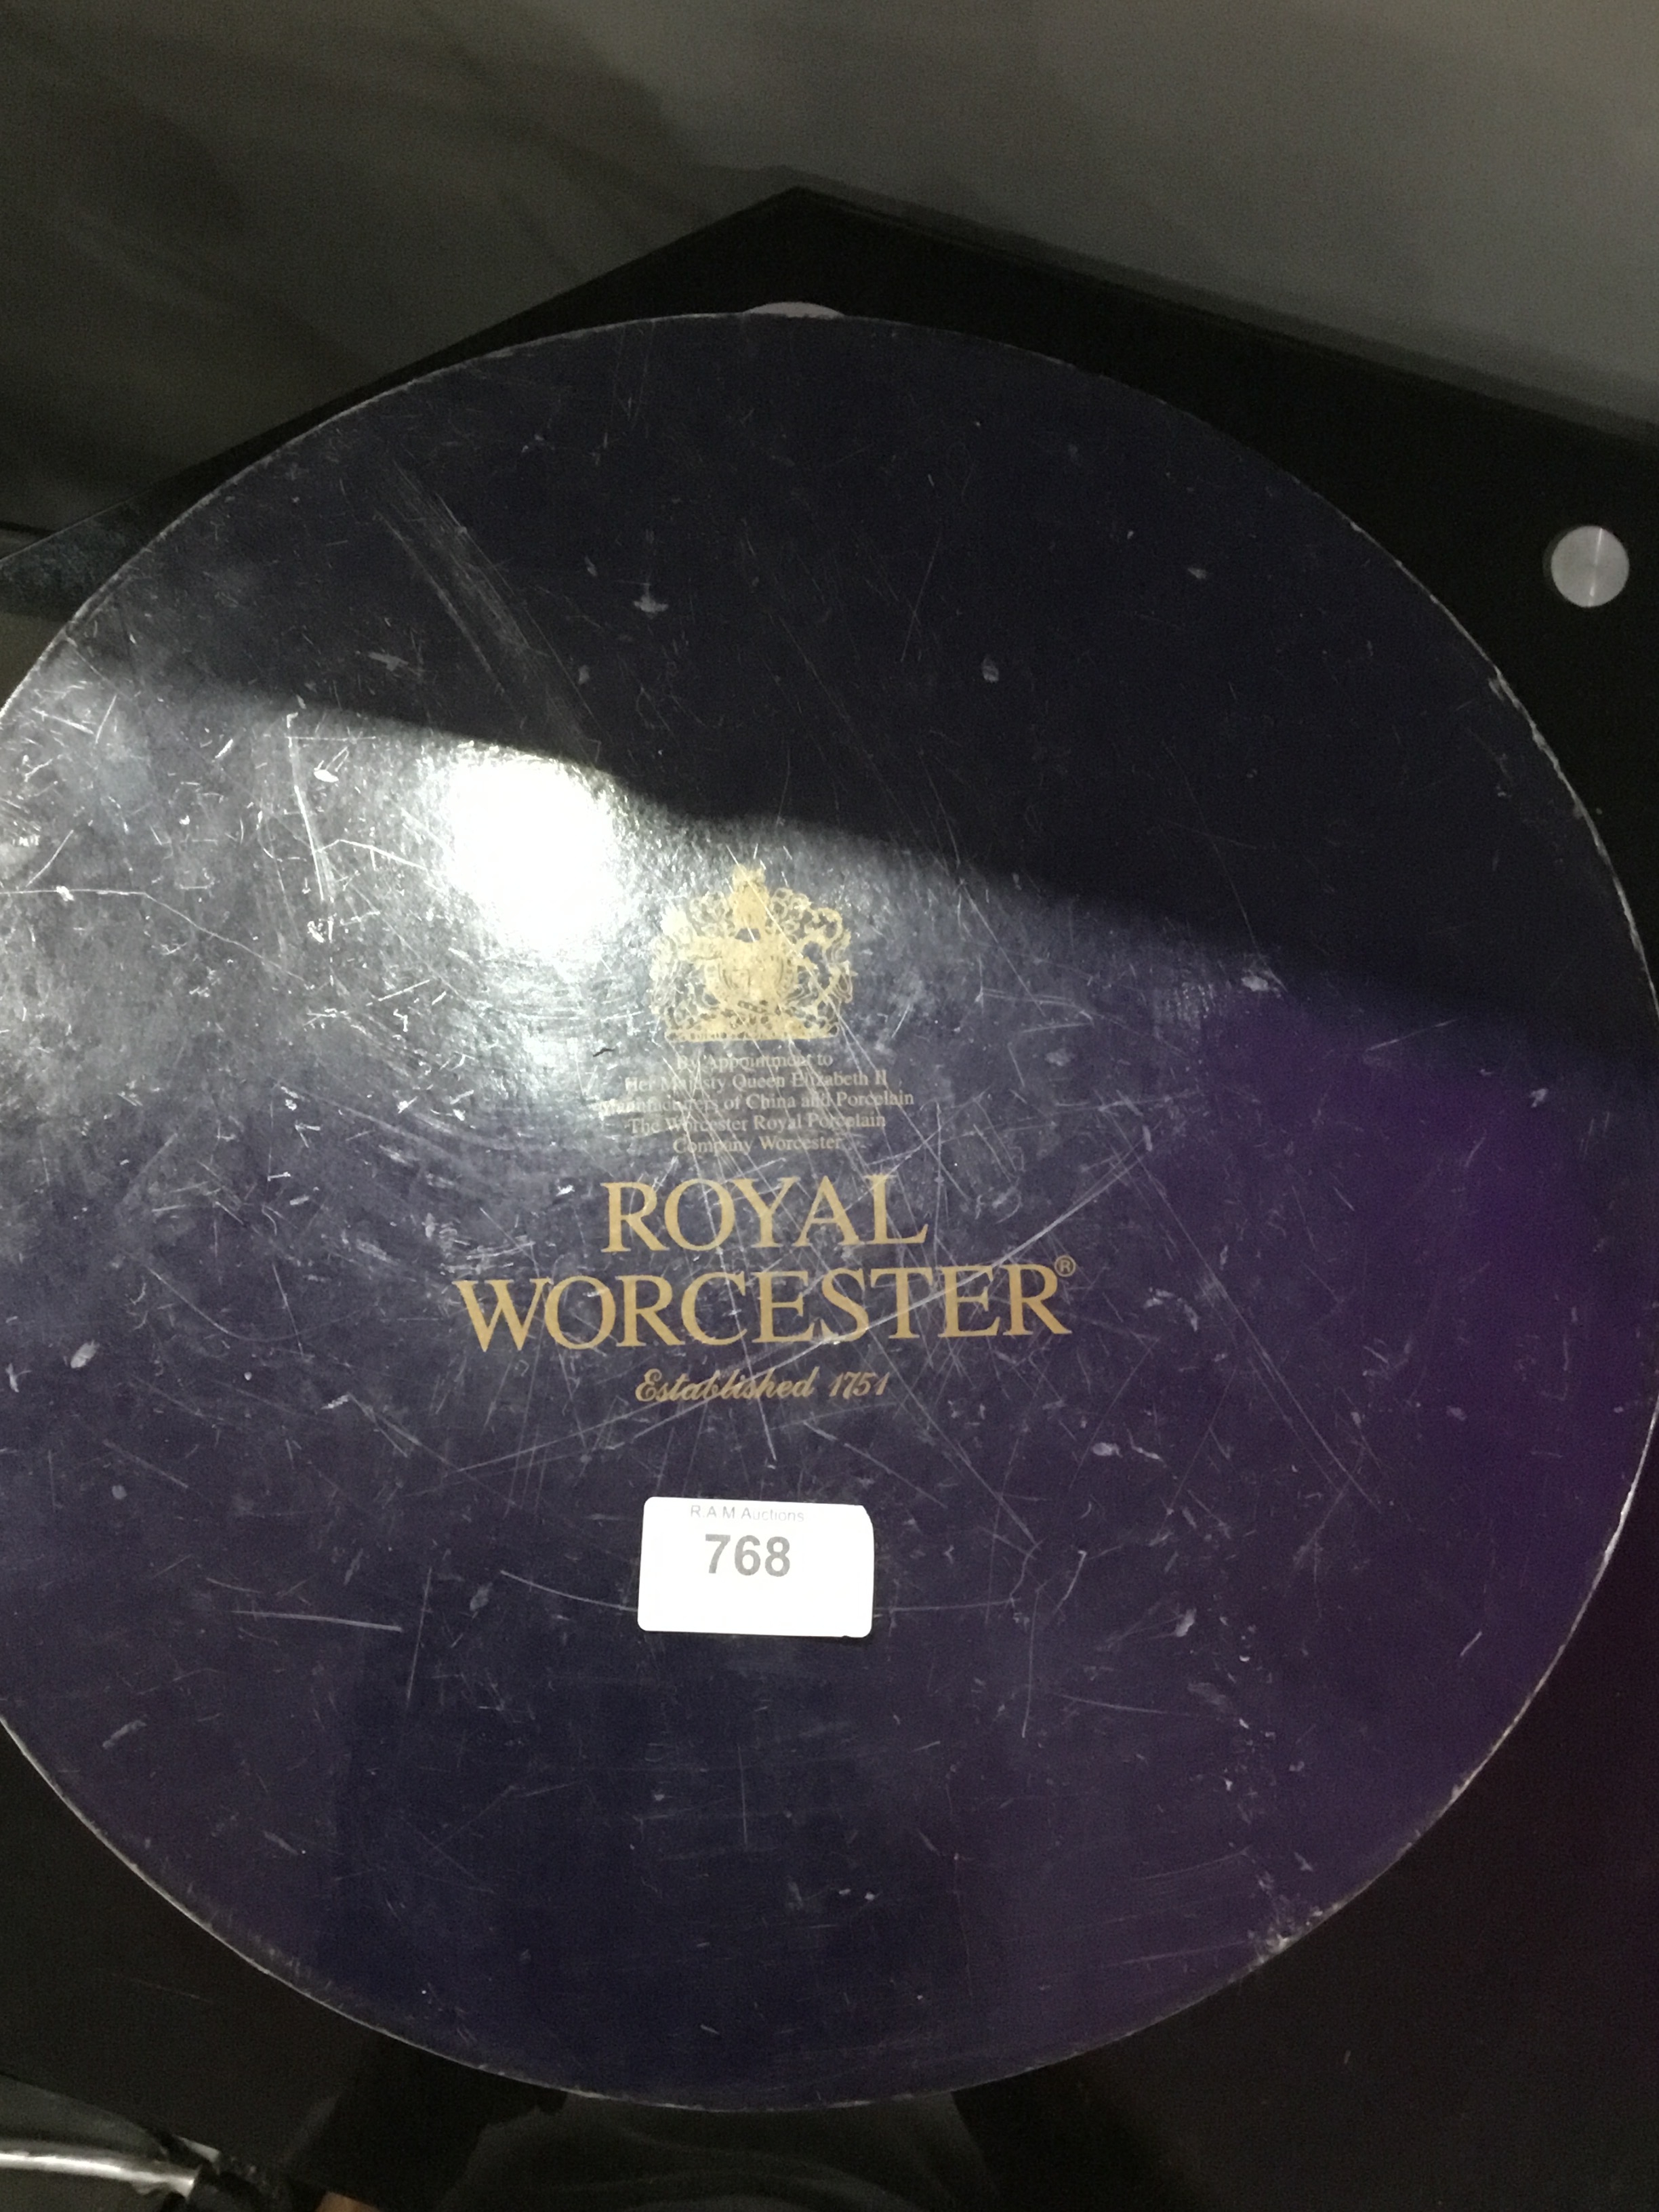 By Appointment to
Her Majesty Queen Elizabeth II
Manufacturers of China and Porcelain
The Worcester Royal Porcelain
Company Worcester
ROYAL
WORCESTER®
Established 1751
R.A.M Auctions
768